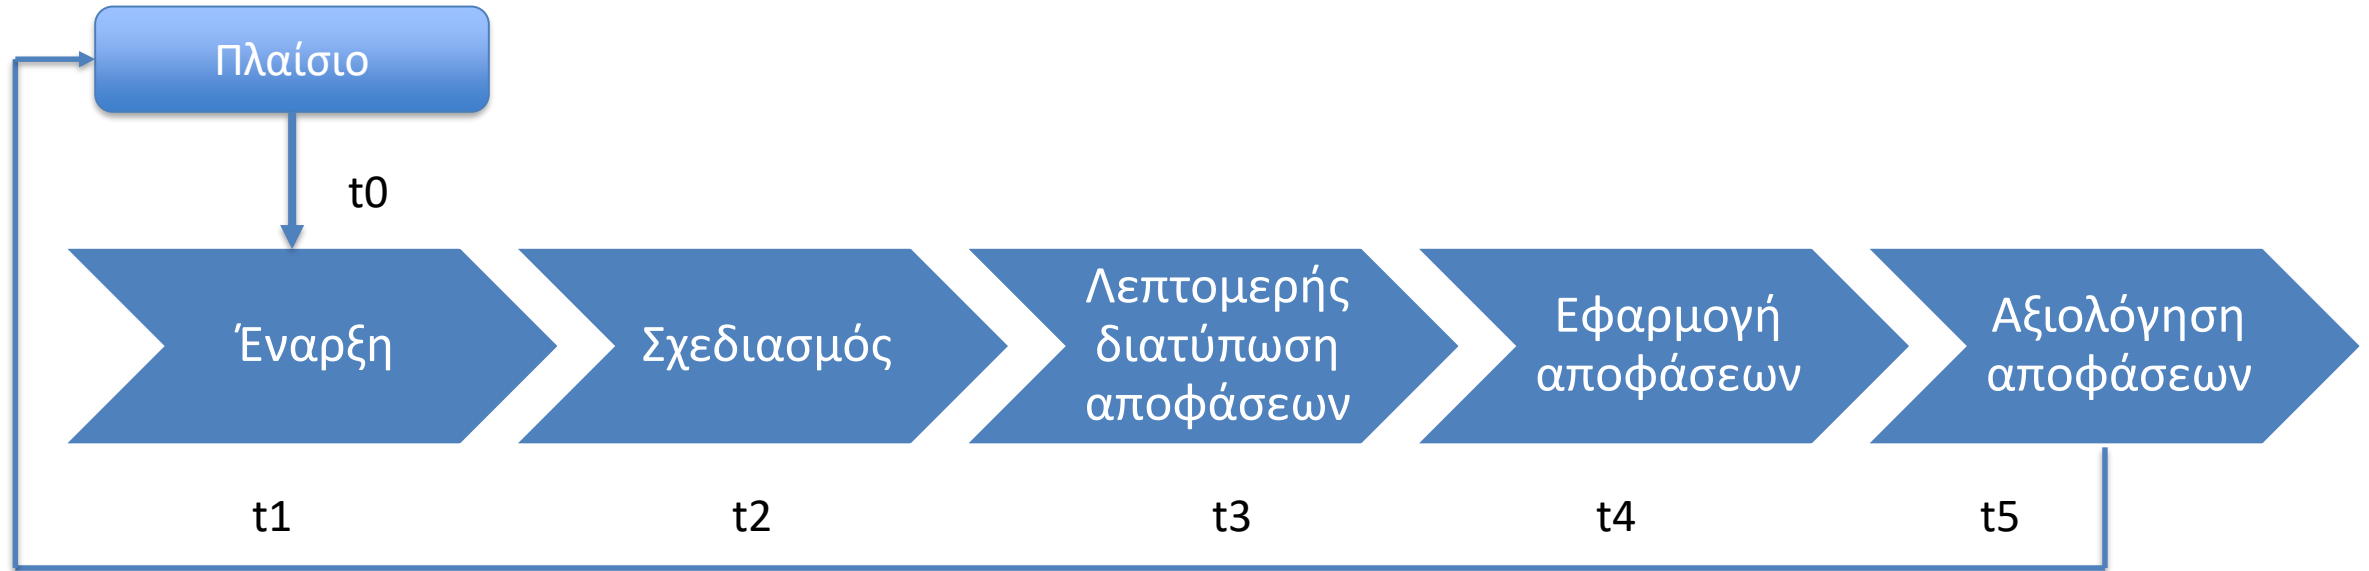 Πλαίσιο
t0
Έναρξη
Σχεδιασμός
Λεπτομερής
διατύπωση
αποφάσεων
Εφαρμογή
αποφάσεων
Αξιολόγηση
αποφάσεων
t1
t2
t3
t4
t5